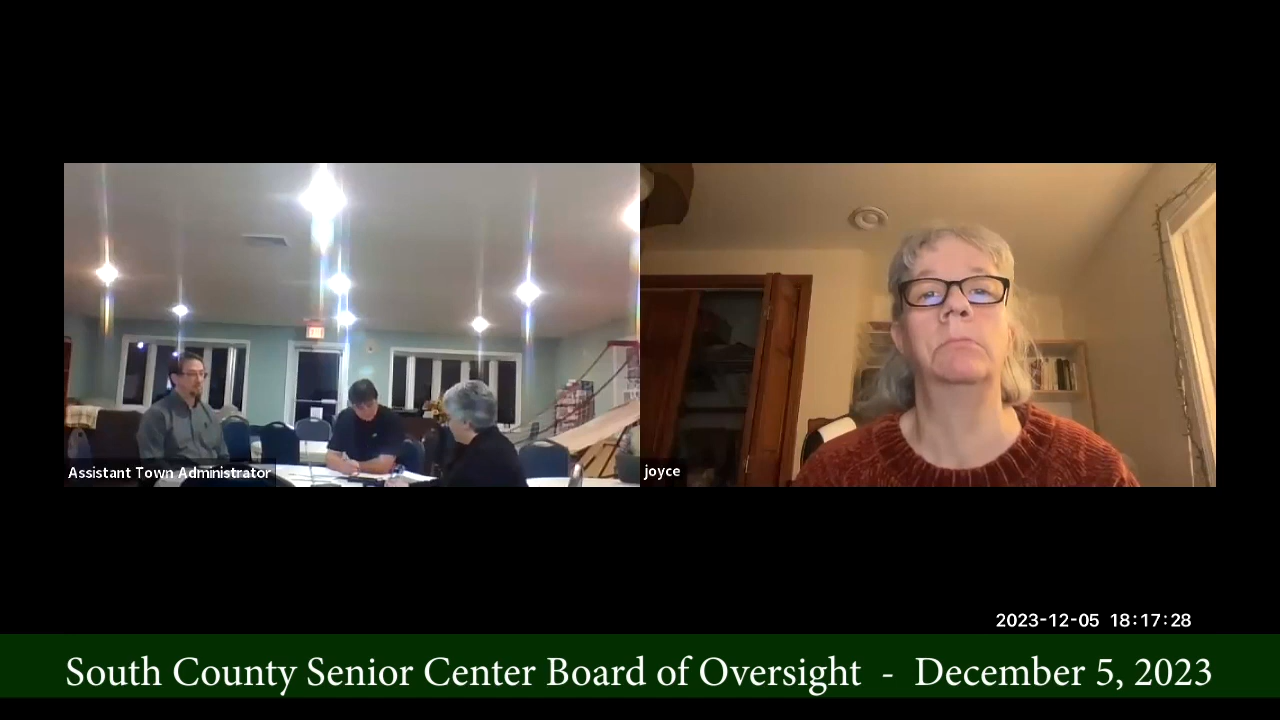 Assistant Town Administrator
joyce
2023-12-05 18:17:28
South County Senior Center Board of Oversight - December 5, 2023